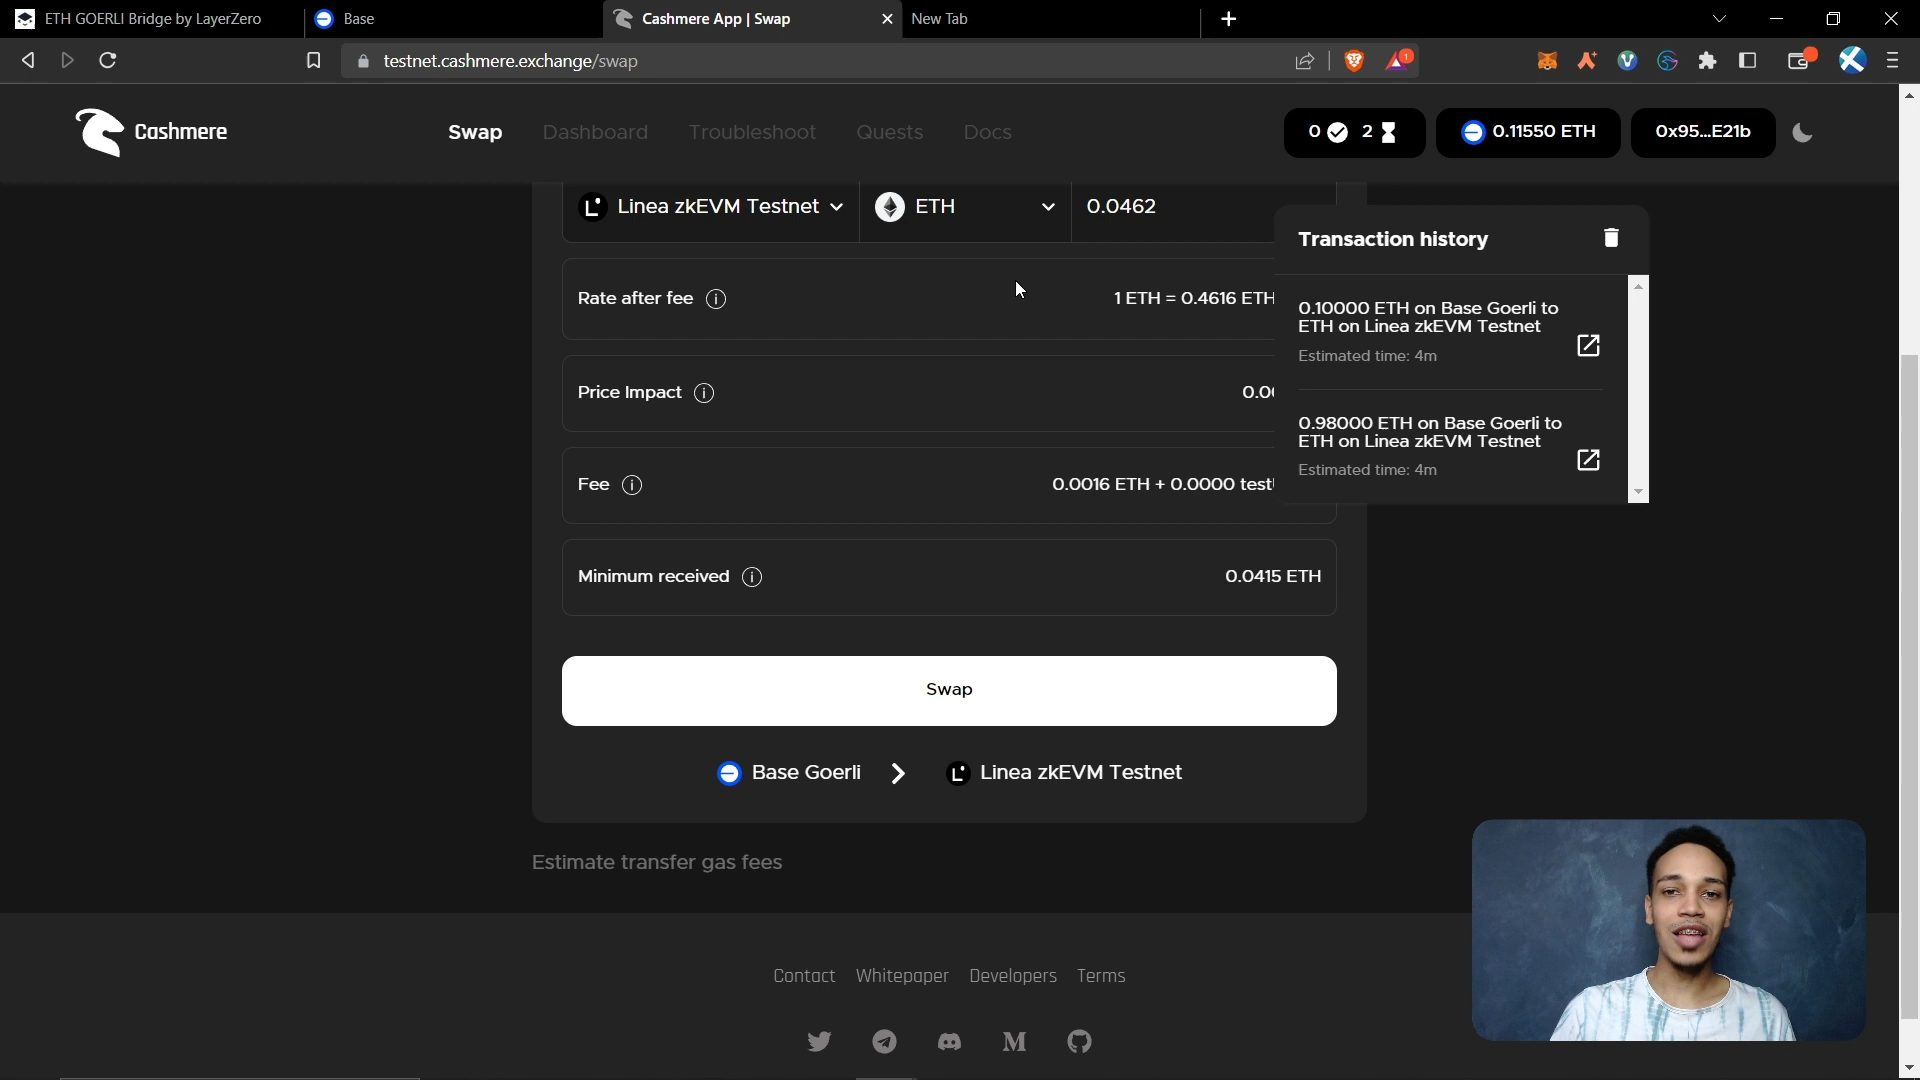 ETH GOERLI Bridge by LayerZero
Base
Cashmere App | Swap
New Tab
testnet.cashmere.exchange/swap
1
Cashmere
Swap
Dashboard
Troubleshoot
Quests
Docs
0 2
0.11550 ETH
0x95...E21b
Linea zkEVM Testnet
ETH
0.0462
Transaction history
0.10000 ETH on Base Goerli to
ETH on Linea zkEVM Testnet
Estimated time: 4m
0.98000 ETH on Base Goerli to
ETH on Linea zkEVM Testnet
Estimated time: 4m
Rate after fee
1 ETH = 0.4616 ETH
Price Impact
Fee
0.0016 ETH + 0.0000
Minimum received
0.0415 ETH
Swap
Base Goerli
Linea zkEVM Testnet
Estimate transfer gas fees
Contact
Whitepaper
Developers
Terms